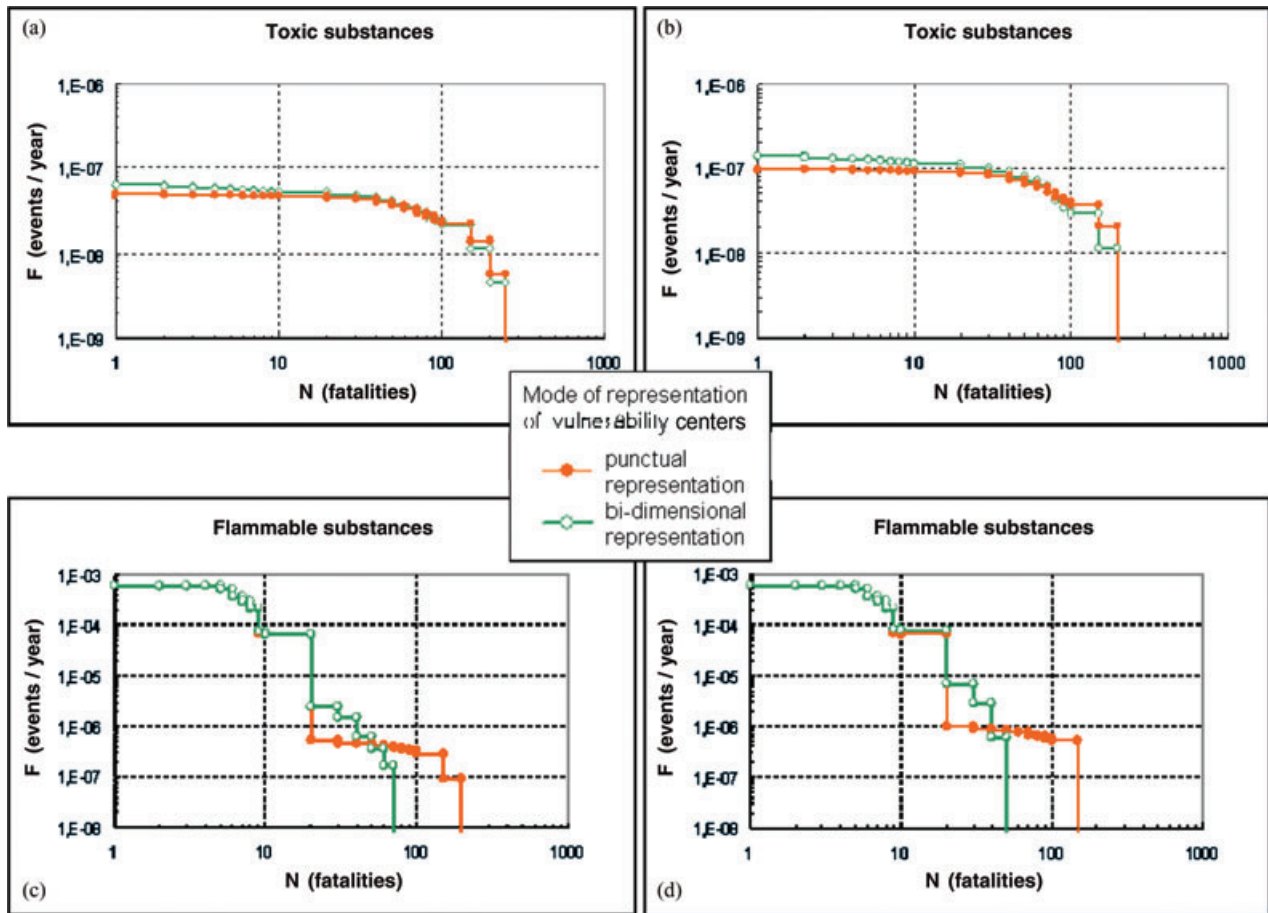 (a)
Toxic substances
1,E-06
1,E-07
1,E-08
1,E-09
F (events / year)
1
10
100
1000
N (fatalities)
(b)
Toxic substances
1,E-06
1,E-07
1,E-08
1,E-09
F (events / year)
1
10
100
1000
N (fatalities)
Mode of representation
of vulnerability centers
punctual
representation
bi-dimensional
representation
Flammable substances
1,E-03
1,E-04
1,E-05
1,E-06
1,E-07
1,E-08
F (events / year)
1
10
100
1000
N (fatalities)
(c)
Flammable substances
1,E-03
1,E-04
1,E-05
1,E-06
1,E-07
1,E-08
F (events / year)
1
10
100
1000
N (fatalities)
(d)